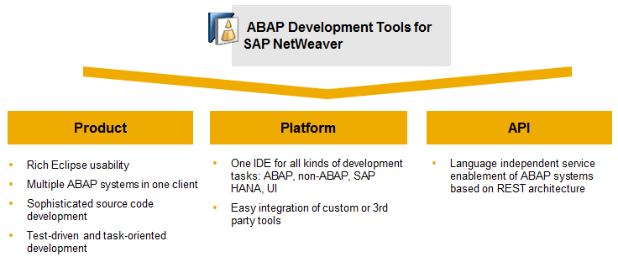 ABAP Development Tools for
SAP NetWeaver
Product
• Rich Eclipse usability
• Multiple ABAP systems in one client
• Sophisticated source code
development
• Test-driven and task-oriented
development
Platform
• One IDE for all kinds of development
tasks: ABAP, non-ABAP, SAP
HANA, UI
• Easy integration of custom or 3rd
party tools
API
• Language independent service
enablement of ABAP systems
based on REST architecture